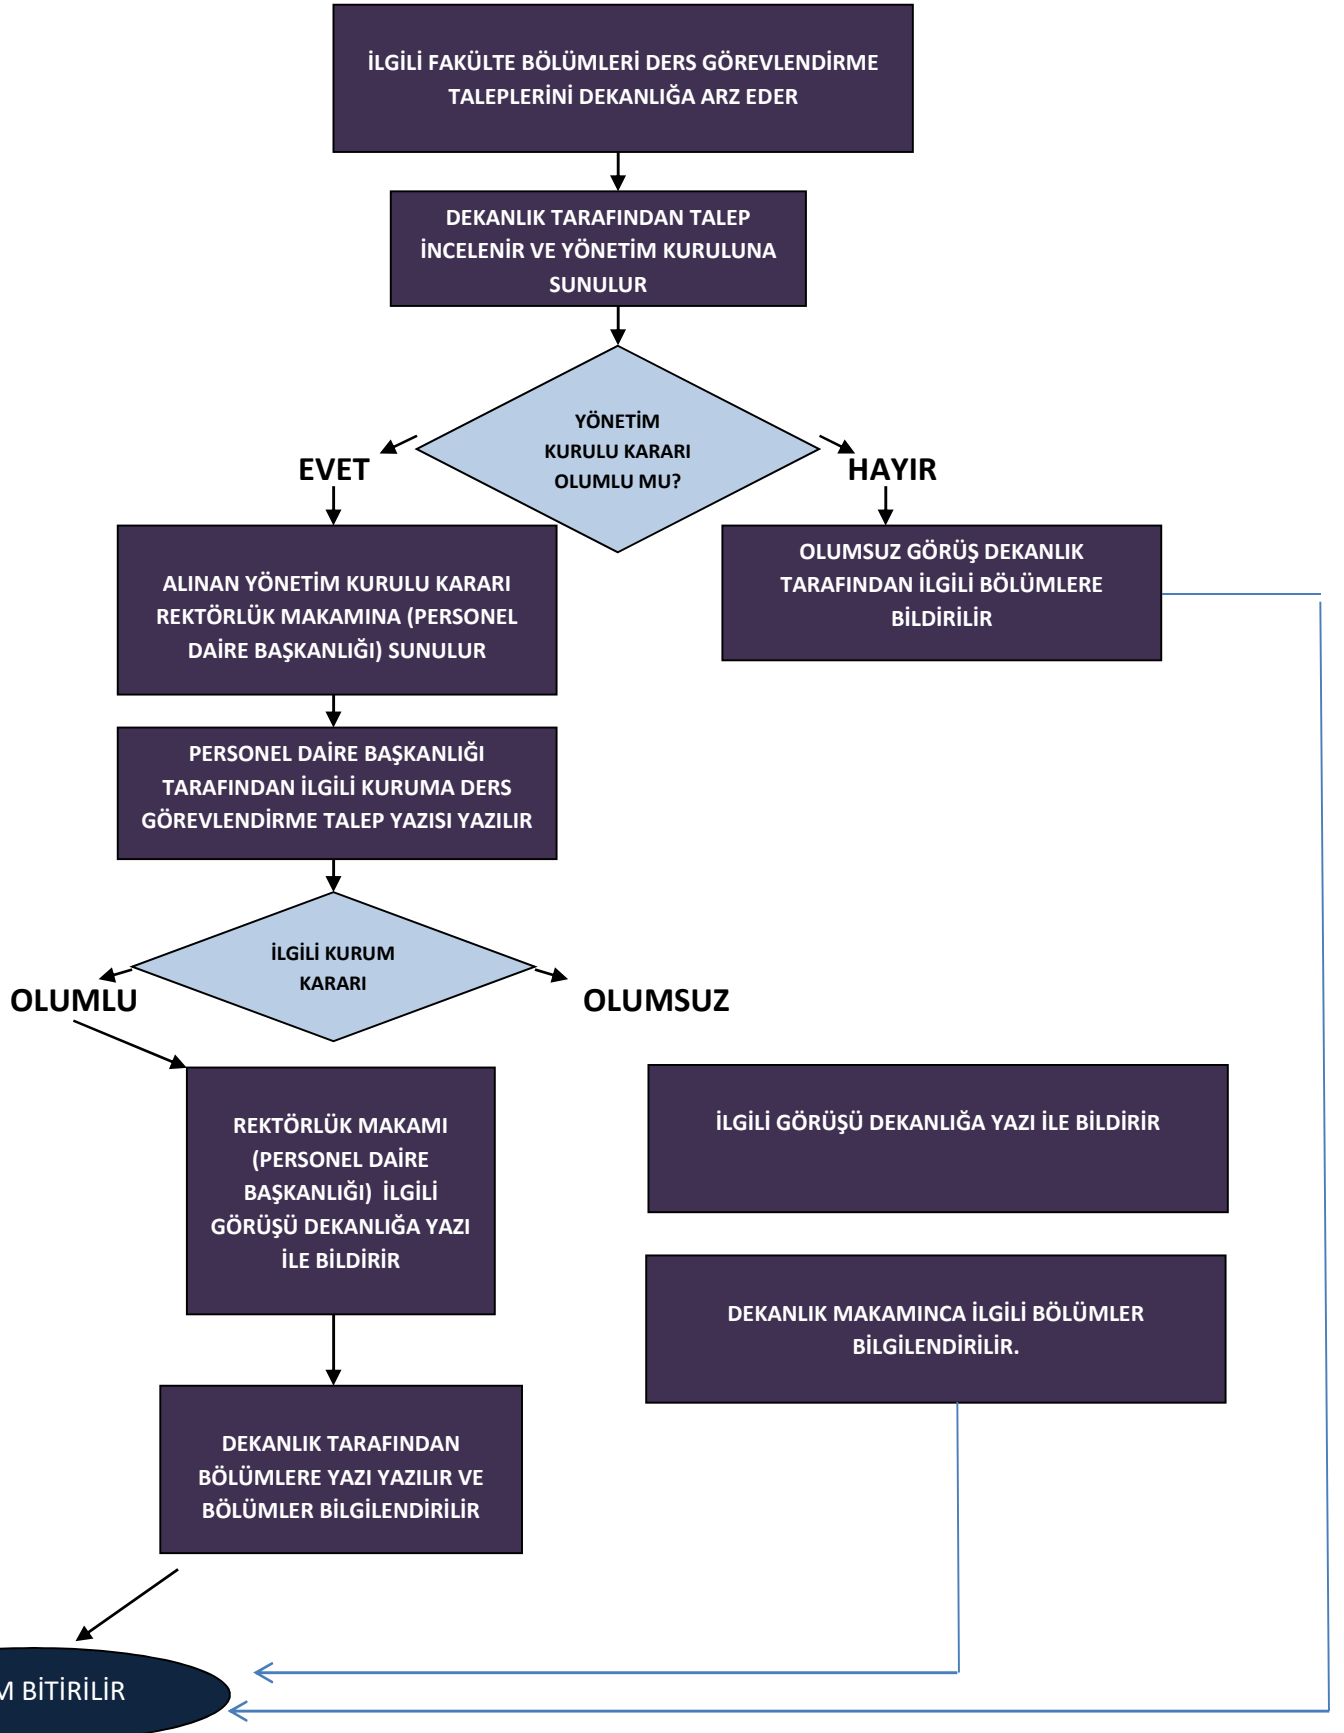 İLGİLİ FAKÜLTE BÖLÜMLERİ DERS GÖREVLENDİRME
TALEPLERİNİ DEKANLIĞA ARZ EDER
DEKANLIK TARAFINDAN TALEP
İNCELENİR VE YÖNETİM KURULUNA
SUNULUR
YÖNETİM
KURULU KARARI
OLUMLU MU?
EVET
HAYIR
ALINAN YÖNETİM KURULU KARARI
REKTÖRLÜK MAKAMINA (PERSONEL
DAİRE BAŞKANLIĞI) SUNULUR
OLUMSUZ GÖRÜŞ DEKANLIK
TARAFINDAN İLGİLİ BÖLÜMLERE
BİLDİRİLİR
PERSONEL DAİRE BAŞKANLIĞI
TARAFINDAN İLGİLİ KURUMA DERS
GÖREVLENDİRME TALEP YAZISI YAZILIR
İLGİLİ KURUM
KARARI
OLUMLU
OLUMSUZ
REKTÖRLÜK MAKAMI
(PERSONEL DAİRE
BAŞKANLIĞI) İLGİLİ
GÖRÜŞÜ DEKANLIĞA YAZI
İLE BİLDİRİR
İLGİLİ GÖRÜŞÜ DEKANLIĞA YAZI İLE BİLDİRİR
DEKANLIK MAKAMINCA İLGİLİ BÖLÜMLER
BİLGİLENDİRİLİR.
DEKANLIK TARAFINDAN
BÖLÜMLERE YAZI YAZILIR VE
BÖLÜMLER BİLGİLENDİRİLİR
BİTİRİLİR